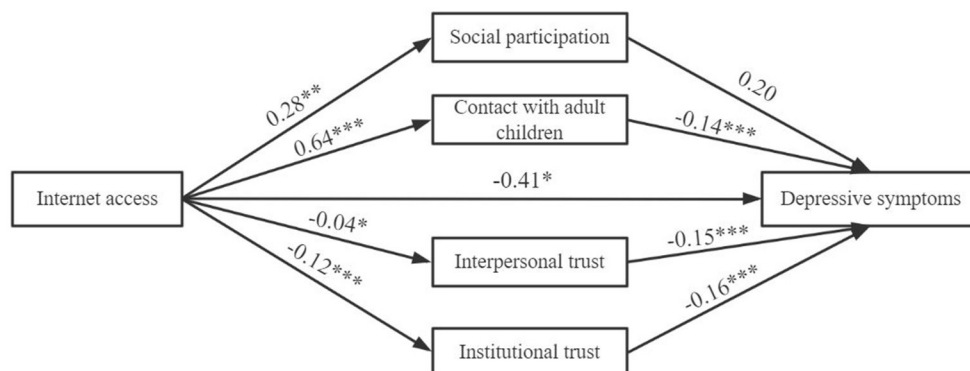 Social participation
0.28**
0.20
Contact with adult
children
0.64***
-0.14***
Internet access
-0.41*
Depressive symptoms
-0.04*
-0.15***
Interpersonal trust
-0.12***
-0.16***
Institutional trust